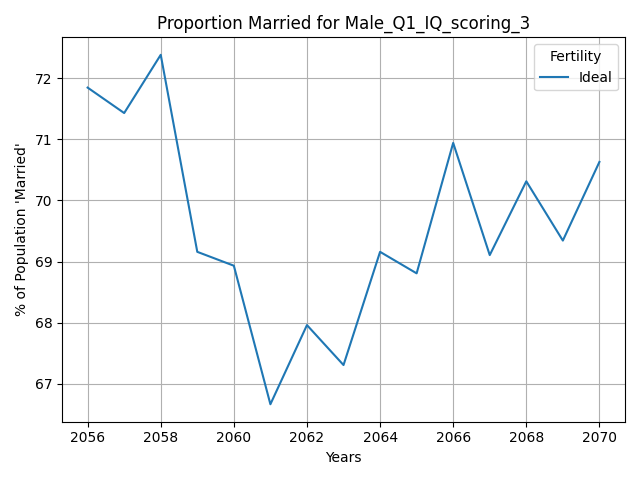 Proportion Married for Male_Q1_IQ_scoring_3
Fertility
Ideal
% of Population 'Married'
72
71
70
69
68
67
2056 2058 2060 2062 2064 2066 2068 2070
Years